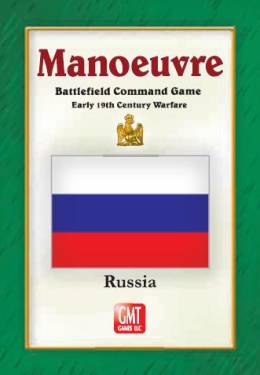 Manoeuvre
Battlefield Command Game
Early 19th Century Warfare
Russia
GMT
GAMES LLC